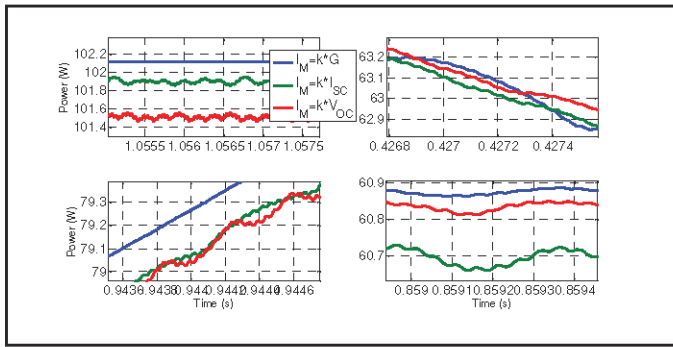 102.2
102
101.8
101.6
101.4
Power (W)
1.0555 1.056 1.0565 1.057 1.0575
I_M=k*G
I_M=k*I_SC
I_M=k*V_OC
63.2
63.1
63
62.9
0.4268 0.427 0.4272 0.4274
79.3
79.2
79.1
79
Power (W)
0.9436 0.9438 0.944 0.9442 0.9444 0.9446
Time (s)
60.9
60.8
60.7
0.859 0.8591 0.8592 0.8593 0.8594
Time (s)